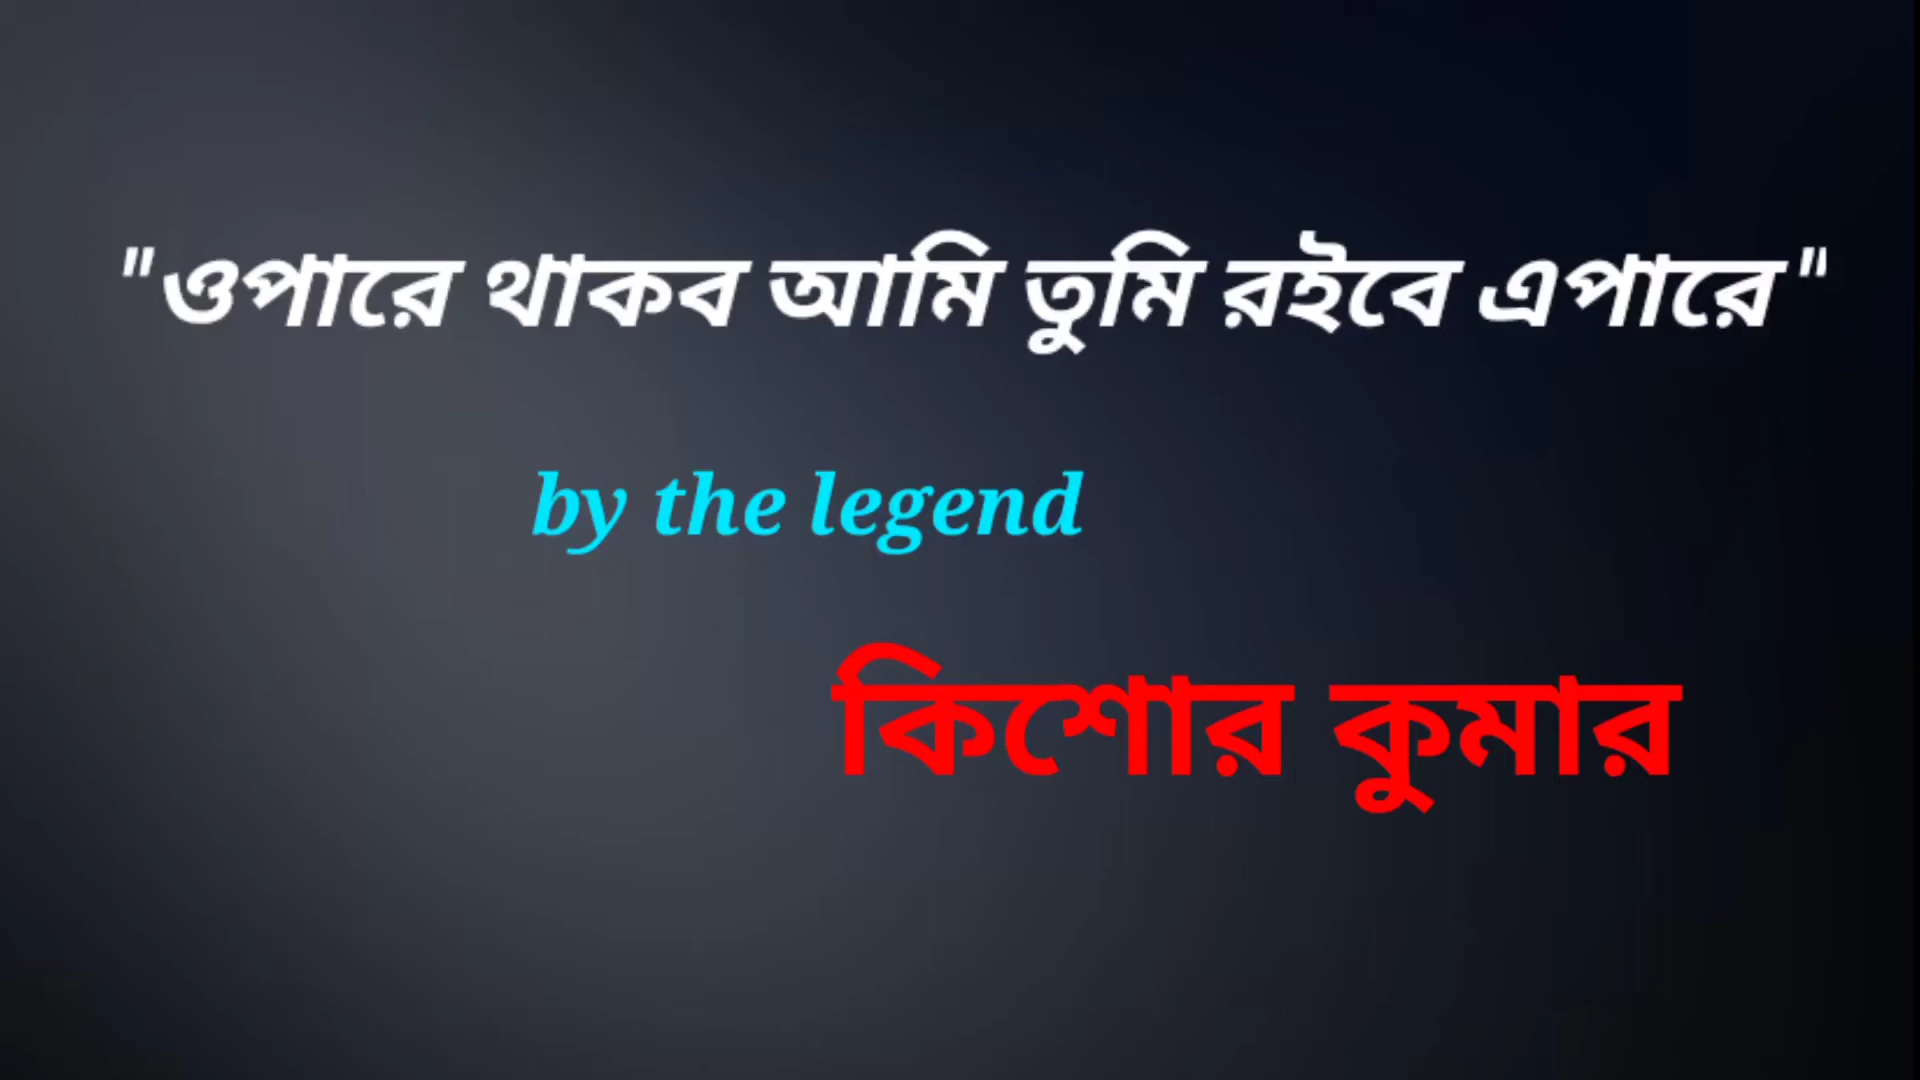 "ওপারে থাকব আমি তুমি রইবে এপারে"
by the legend
কিশোর কুমার